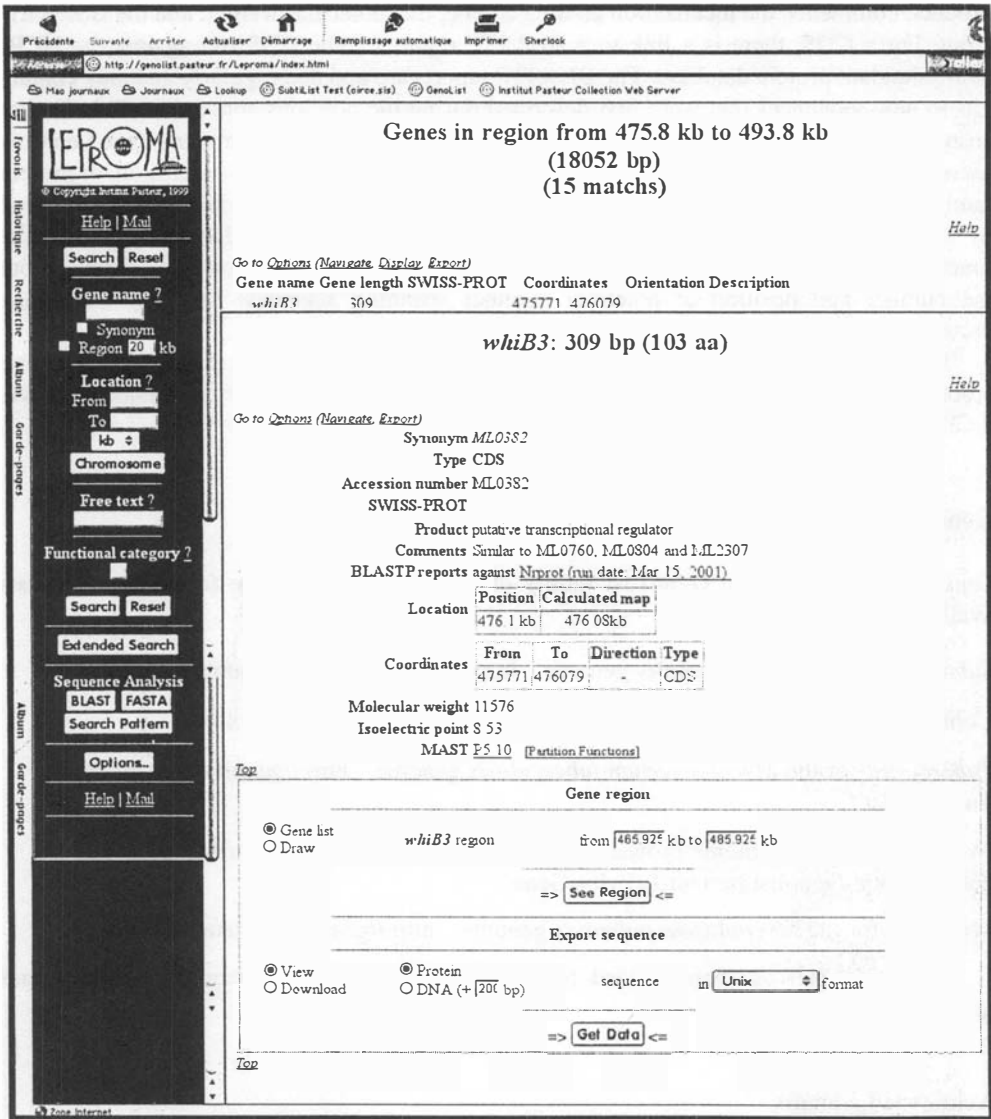 Précédente Suivante Arrêter Actualiser Démarrage Remplissage automatique Imprimer Sherlock
http://genolist.pasteur.fr/Leproma/index.html
Mac journaux Journaux Lookup SubtiList Test (circe.sis) GenoList Institut Pasteur Collection Web Server
Favoris
Historique
Recherche
Album
Garde-pages
Album
Garde-pages
LEPROMA
© Copyright Institut Pasteur, 1999
Help | Mail
Search Reset
Gene name ?
Synonym
Region 20 kb
Location ?
From
To
kb
Chromosome
Free text ?
Functional category ?
Search Reset
Extended Search
Sequence Analysis
BLAST FASTA
Search Pattern
Options...
Help | Mail
Genes in region from 475.8 kb to 493.8 kb
(18052 bp)
(15 matchs)
Help
Go to Options (Navigate, Display, Export)
Gene name Gene length SWISS-PROT Coordinates Orientation Description
whiB3 309 475771 476079
whiB3: 309 bp (103 aa)
Help
Go to Options (Navigate, Export)
Synonym ML0382
Type CDS
Accession number ML0382
SWISS-PROT
Product putative transcriptional regulator
Comments Similar to ML0760, ML0804 and ML2307
BLASTP reports against Nrprot (run date: Mar 15, 2001)
Location
Position Calculated map
476.1 kb 476.08kb
Coordinates
From To Direction Type
475771 476079 - CDS
Molecular weight 11576
Isoelectric point 8.53
MAST P5.10 [Partition Functions]
Top
Gene region
Gene list
Draw
whiB3 region from 465.925 kb to 485.925 kb
=> See Region <=
Export sequence
View
Download
Protein
DNA (+ 200 bp)
sequence in Unix format
=> Get Data <=
Top
Zone Internet